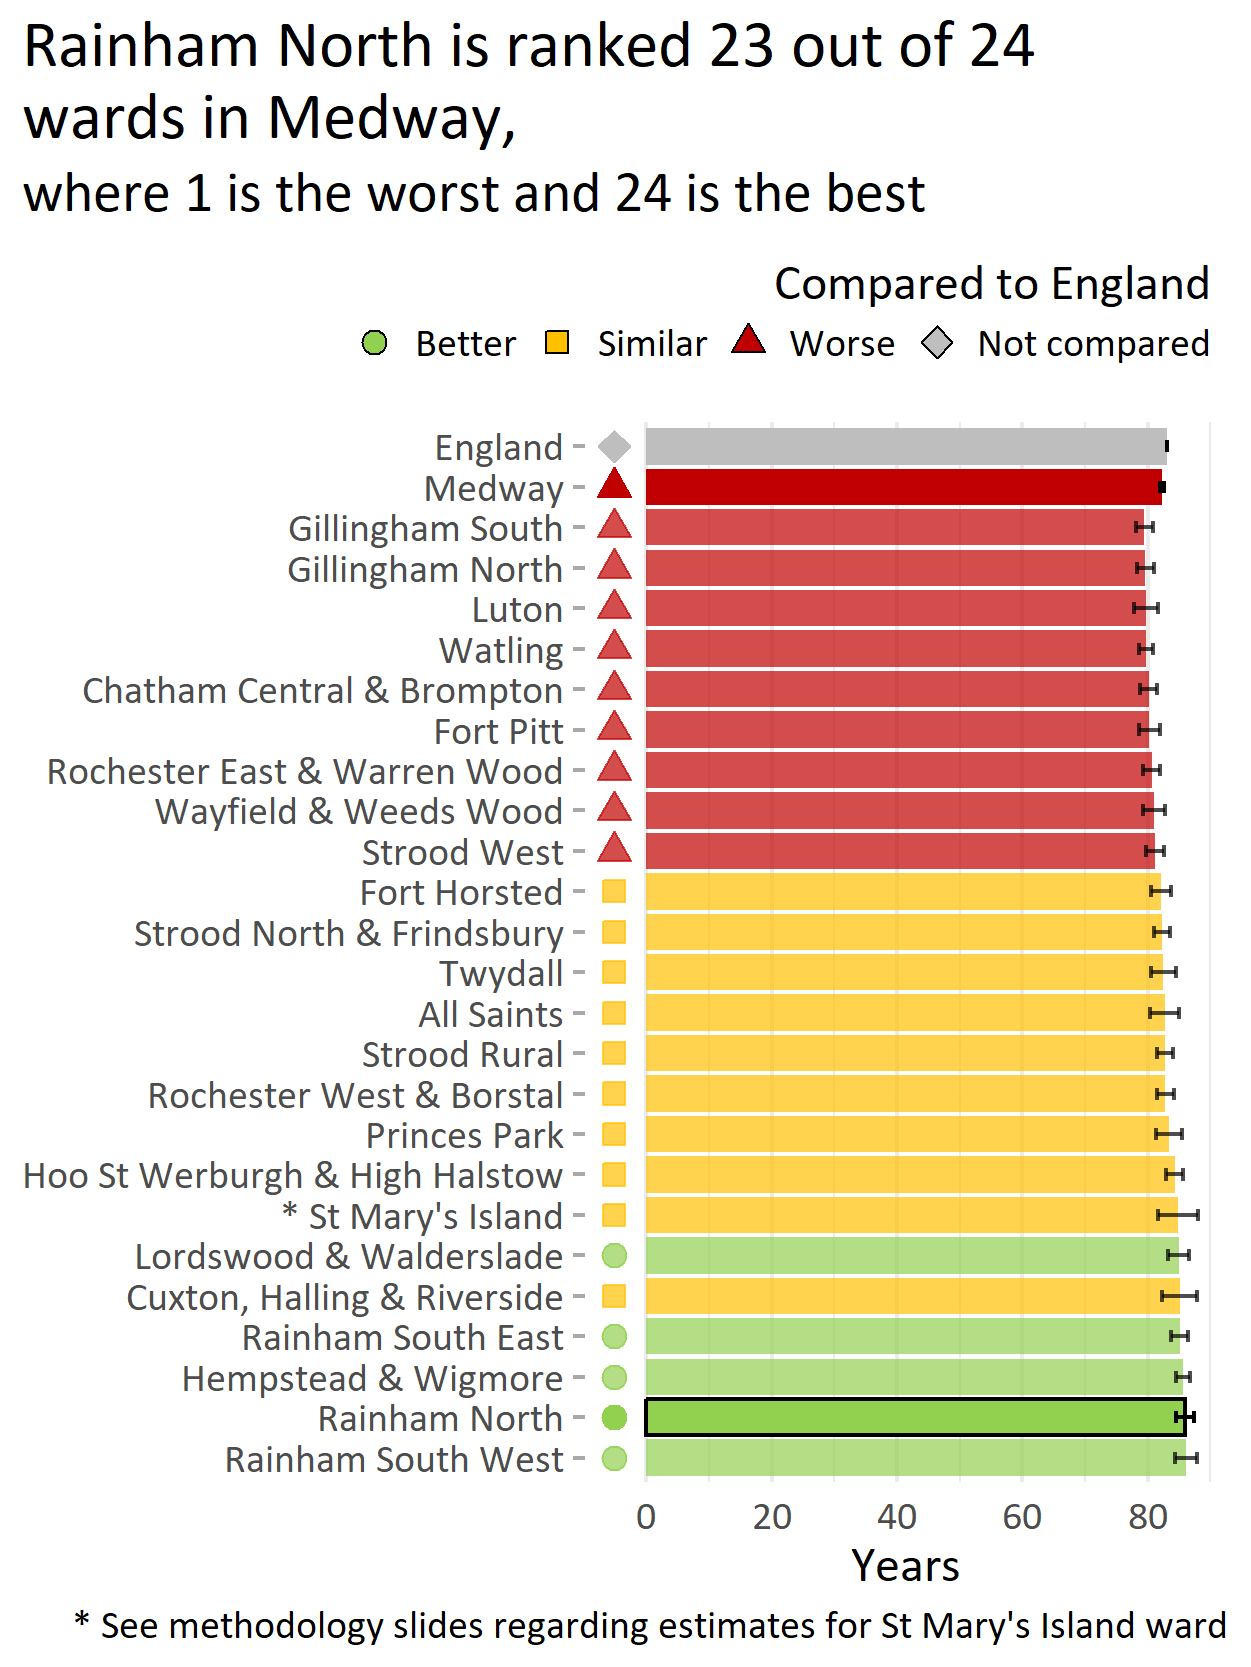 Rainham North is ranked 23 out of 24
wards in Medway,
where 1 is the worst and 24 is the best
Compared to England
Better Similar Worse Not compared
England
Medway
Gillingham South
Gillingham North
Luton
Watling
Chatham Central & Brompton
Fort Pitt
Rochester East & Warren Wood
Wayfield & Weeds Wood
Strood West
Fort Horsted
Strood North & Frindsbury
Twydall
All Saints
Strood Rural
Rochester West & Borstal
Princes Park
Hoo St Werburgh & High Halstow
* St Mary's Island
Lordswood & Walderslade
Cuxton, Halling & Riverside
Rainham South East
Hempstead & Wigmore
Rainham North
Rainham South West
0 20 40 60 80
Years
* See methodology slides regarding estimates for St Mary's Island ward